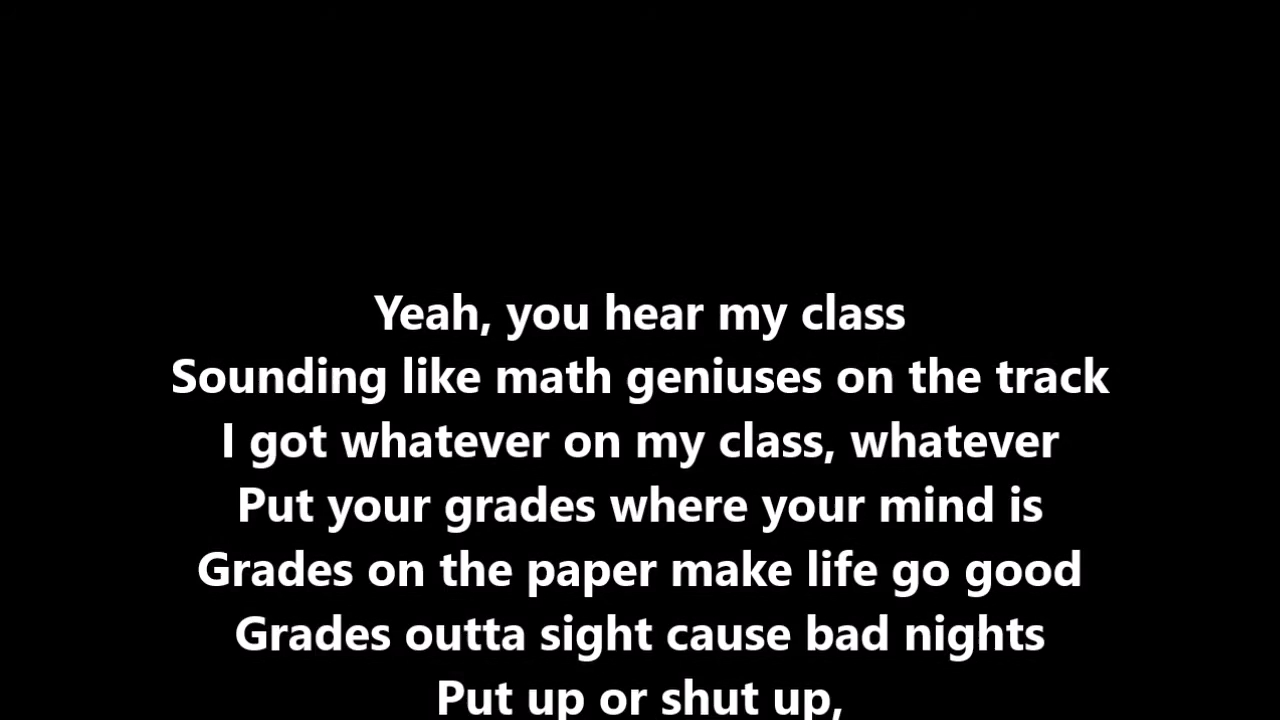 Yeah, you hear my class
Sounding like math geniuses on the track
I got whatever on my class, whatever
Put your grades where your mind is
Grades on the paper make life go good
Grades outta sight cause bad nights
Put up or shut up,